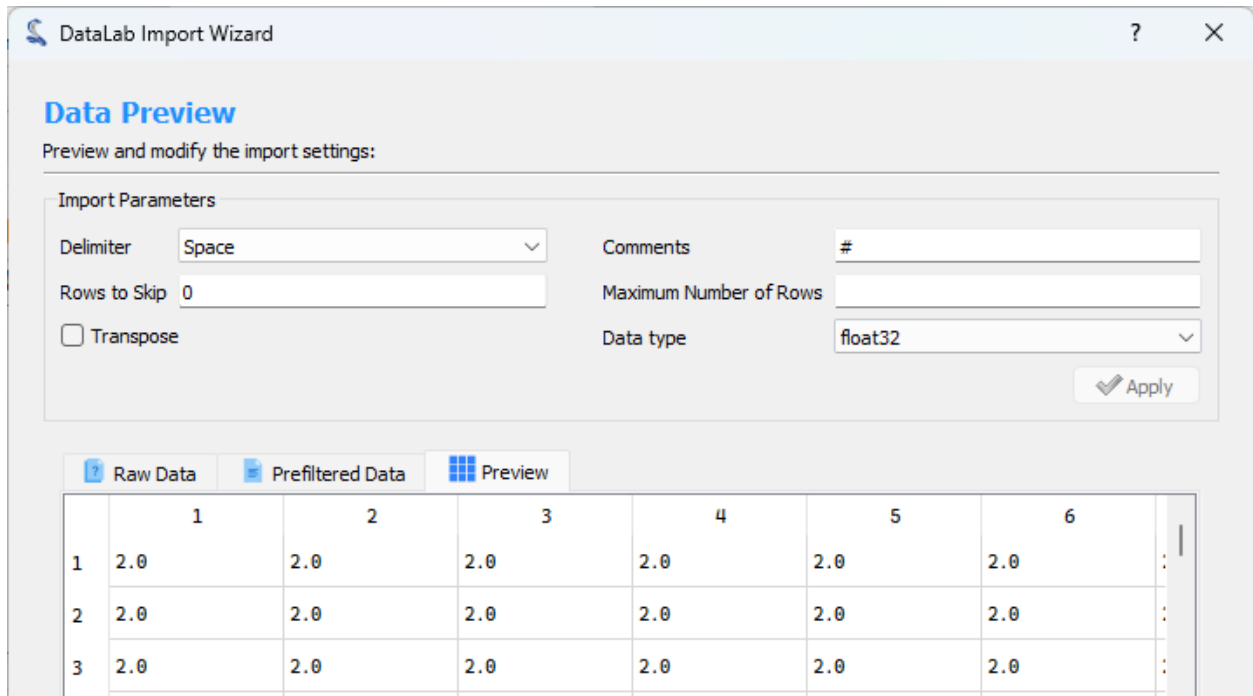 DataLab Import Wizard ?
Data Preview
Preview and modify the import settings:
Import Parameters
Delimiter Space Comments #
Rows to Skip 0 Maximum Number of Rows
Transpose Data type float32
Apply
Raw Data Prefiltered Data Preview
1 2 3 4 5 6
1 2.0 2.0 2.0 2.0 2.0 2.0
2 2.0 2.0 2.0 2.0 2.0 2.0
3 2.0 2.0 2.0 2.0 2.0 2.0